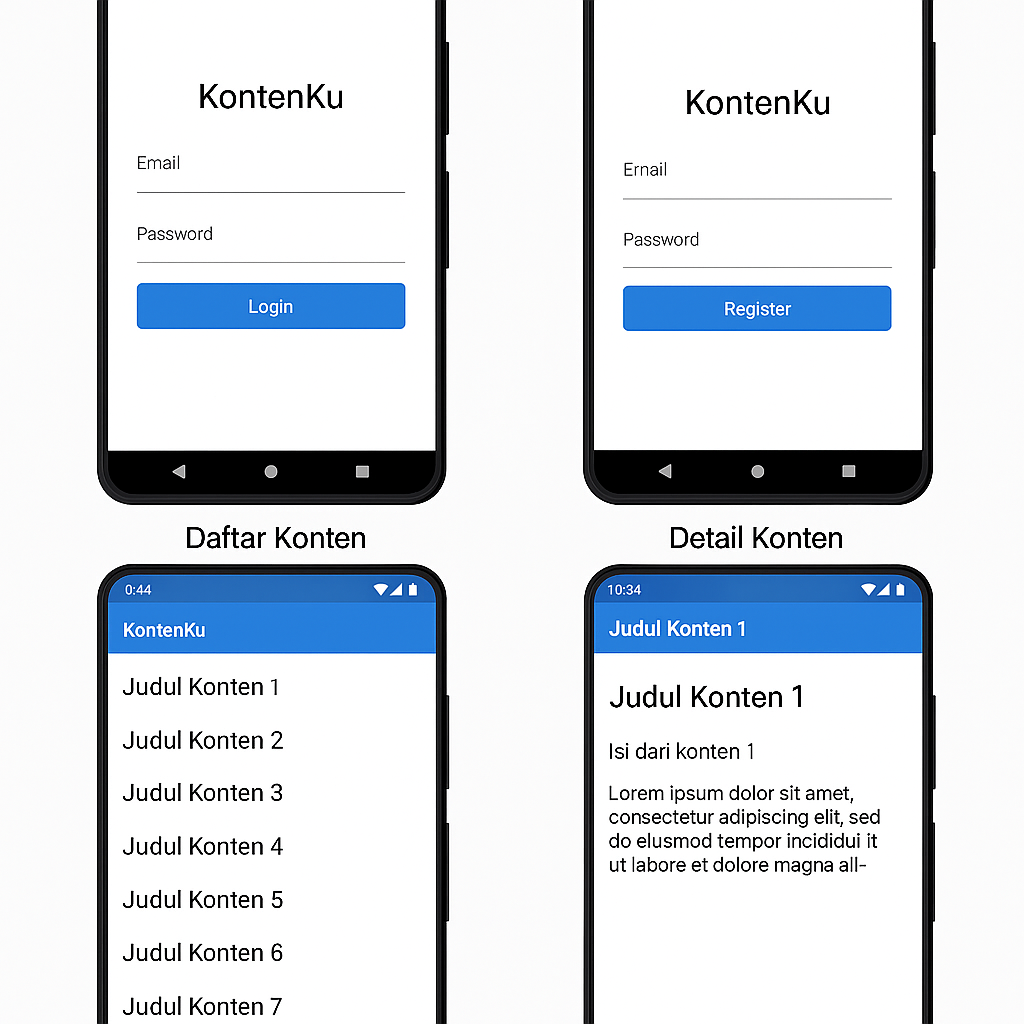 KontenKu
Email
Password
Login
KontenKu
Ernail
Password
Register
Daftar Konten
0:44
KontenKu
Judul Konten 1
Judul Konten 2
Judul Konten 3
Judul Konten 4
Judul Konten 5
Judul Konten 6
Judul Konten 7
Detail Konten
10:34
Judul Konten 1
Judul Konten 1
Isi dari konten 1
Lorem ipsum dolor sit amet,
consectetur adipiscing elit, sed
do elusmod tempor incididui it
ut labore et dolore magna all-